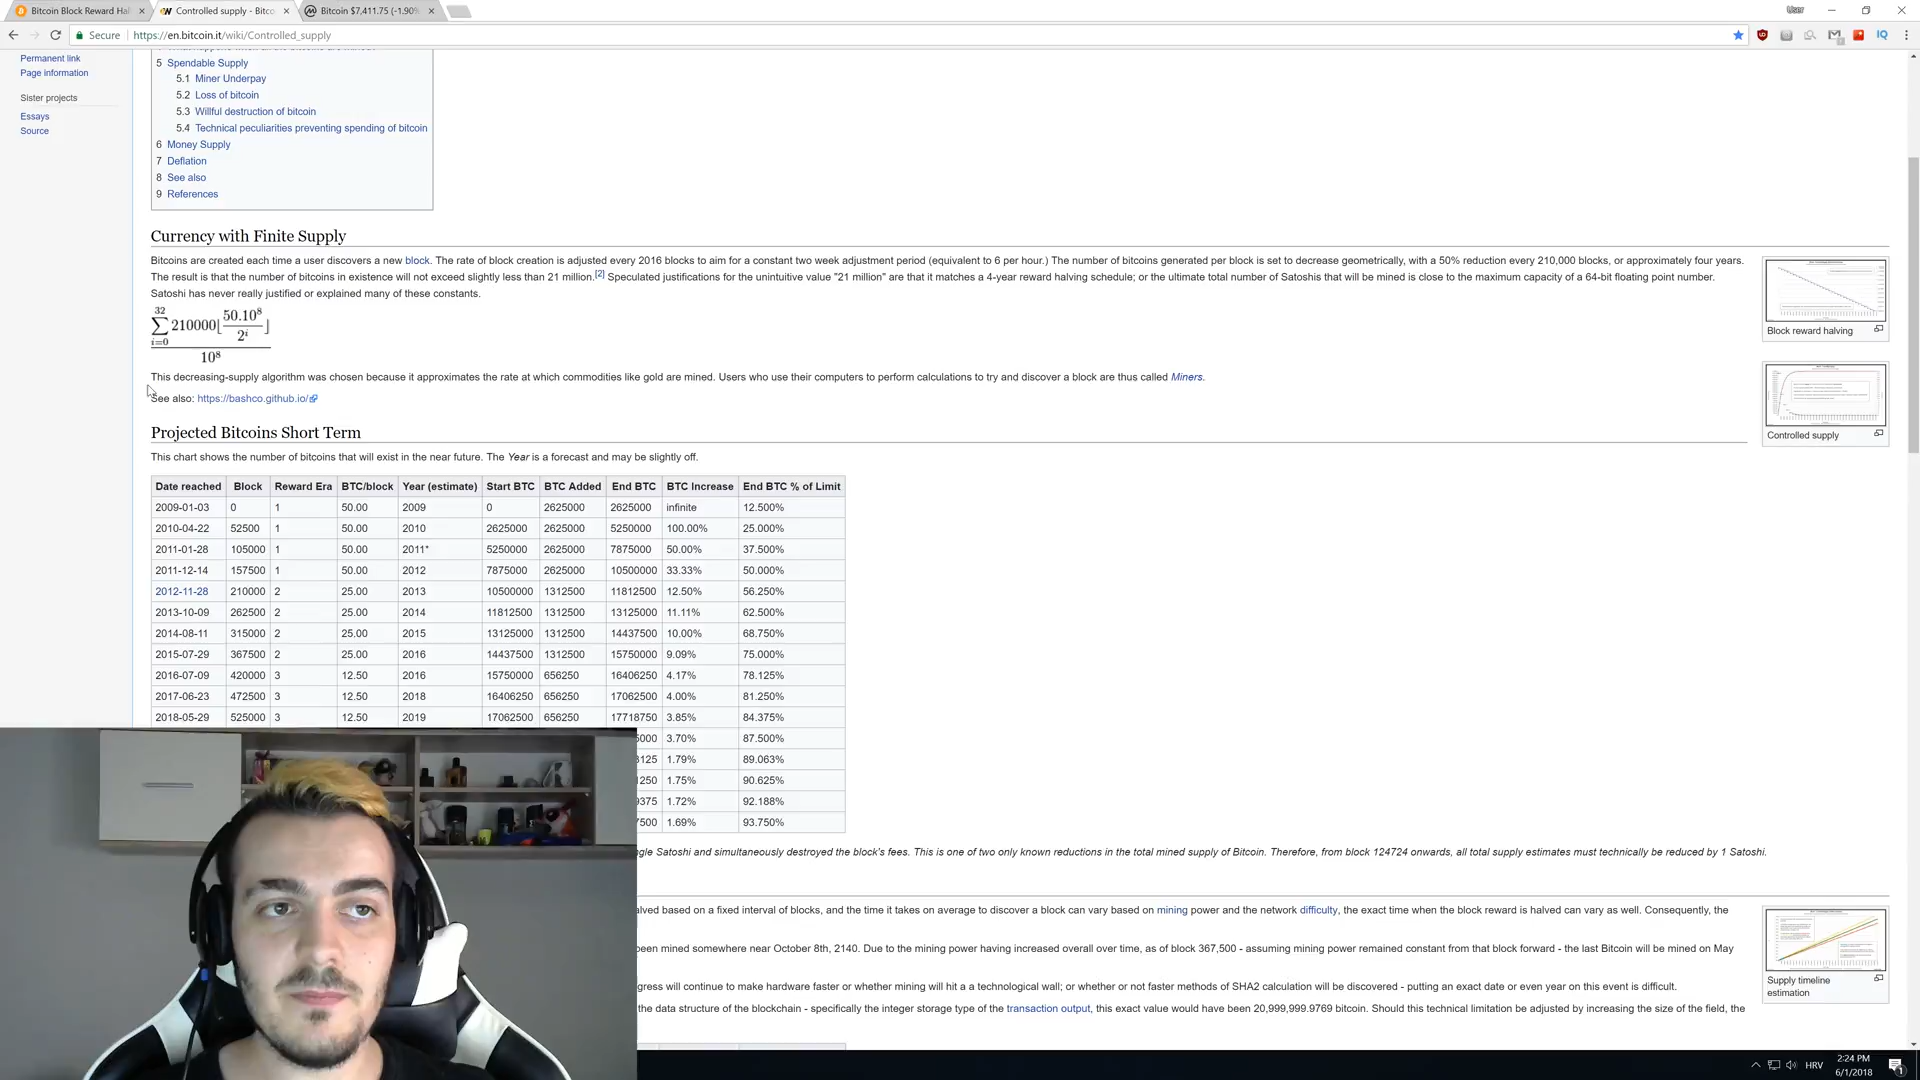 Bitcoin Block Reward Hal
Controlled supply - Bitco
Bitcoin $7,411.75 (-1.90%
User
Secure
https://en.bitcoin.it/wiki/Controlled_supply
Permanent link
Page information
Sister projects
Essays
Source
5 Spendable Supply
5.1 Miner Underpay
5.2 Loss of bitcoin
5.3 Willful destruction of bitcoin
5.4 Technical peculiarities preventing spending of bitcoin
6 Money Supply
7 Deflation
8 See also
9 References
Currency with Finite Supply
Bitcoins are created each time a user discovers a new block. The rate of block creation is adjusted every 2016 blocks to aim for a constant two week adjustment period (equivalent to 6 per hour.) The number of bitcoins generated per block is set to decrease geometrically, with a 50% reduction every 210,000 blocks, or approximately four years.
The result is that the number of bitcoins in existence will not exceed slightly less than 21 million.[2] Speculated justifications for the unintuitive value "21 million" are that it matches a 4-year reward halving schedule; or the ultimate total number of Satoshis that will be mined is close to the maximum capacity of a 64-bit floating point number.
Satoshi has never really justified or explained many of these constants.
32
∑ 210000⌊ 50.10⁸ / 2ⁱ ⌋
i=0
10⁸
This decreasing-supply algorithm was chosen because it approximates the rate at which commodities like gold are mined. Users who use their computers to perform calculations to try and discover a block are thus called Miners.
See also: https://bashco.github.io/
Block reward halving
Controlled supply
Projected Bitcoins Short Term
This chart shows the number of bitcoins that will exist in the near future. The Year is a forecast and may be slightly off.
Date reached Block Reward Era BTC/block Year (estimate) Start BTC BTC Added End BTC BTC Increase End BTC % of Limit
2009-01-03 0 1 50.00 2009 0 2625000 2625000 infinite 12.500%
2010-04-22 52500 1 50.00 2010 2625000 2625000 5250000 100.00% 25.000%
2011-01-28 105000 1 50.00 2011* 5250000 2625000 7875000 50.00% 37.500%
2011-12-14 157500 1 50.00 2012 7875000 2625000 10500000 33.33% 50.000%
2012-11-28 210000 2 25.00 2013 10500000 1312500 11812500 12.50% 56.250%
2013-10-09 262500 2 25.00 2014 11812500 1312500 13125000 11.11% 62.500%
2014-08-11 315000 2 25.00 2015 13125000 1312500 14437500 10.00% 68.750%
2015-07-29 367500 2 25.00 2016 14437500 1312500 15750000 9.09% 75.000%
2016-07-09 420000 3 12.50 2016 15750000 656250 16406250 4.17% 78.125%
2017-06-23 472500 3 12.50 2018 16406250 656250 17062500 4.00% 81.250%
2018-05-29 525000 3 12.50 2019 17062500 656250 17718750 3.85% 84.375%
5000 3.70% 87.500%
3125 1.79% 89.063%
1250 1.75% 90.625%
9375 1.72% 92.188%
7500 1.69% 93.750%
gle Satoshi and simultaneously destroyed the block's fees. This is one of two only known reductions in the total mined supply of Bitcoin. Therefore, from block 124724 onwards, all total supply estimates must technically be reduced by 1 Satoshi.
alved based on a fixed interval of blocks, and the time it takes on average to discover a block can vary based on mining power and the network difficulty, the exact time when the block reward is halved can vary as well. Consequently, the
een mined somewhere near October 8th, 2140. Due to the mining power having increased overall over time, as of block 367,500 - assuming mining power remained constant from that block forward - the last Bitcoin will be mined on May
gress will continue to make hardware faster or whether mining will hit a a technological wall; or whether or not faster methods of SHA2 calculation will be discovered - putting an exact date or even year on this event is difficult.
the data structure of the blockchain - specifically the integer storage type of the transaction output, this exact value would have been 20,999,999.9769 bitcoin. Should this technical limitation be adjusted by increasing the size of the field, the
Supply timeline
estimation
HRV
2:24 PM
6/1/2018